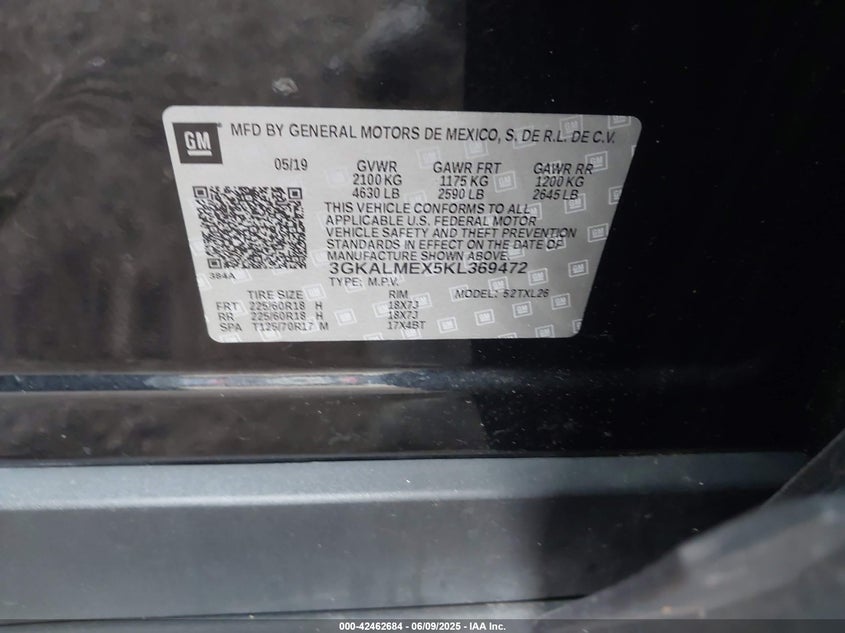 GM MFD BY GENERAL MOTORS DE MEXICO, S. DE R.L. DE C.V.
05/19 GVWR GAWR FRT GAWR RR
2100 KG 1175 KG 1200 KG
4630 LB 2590 LB 2645 LB
THIS VEHICLE CONFORMS TO ALL
APPLICABLE U.S. FEDERAL MOTOR
VEHICLE SAFETY AND THEFT PREVENTION
STANDARDS IN EFFECT ON THE DATE OF
MANUFACTURE SHOWN ABOVE.
384A 3GKALMEX5KL369472
TYPE: M.P.V.
TIRE SIZE RIM MODEL: 52TXL26
FRT 225/60R18 H 18X7J
RR 225/60R18 H 18X7J
SPA T125/70R17 M 17X4BT
000-42462684 - 06/09/2025 - IAA Inc.